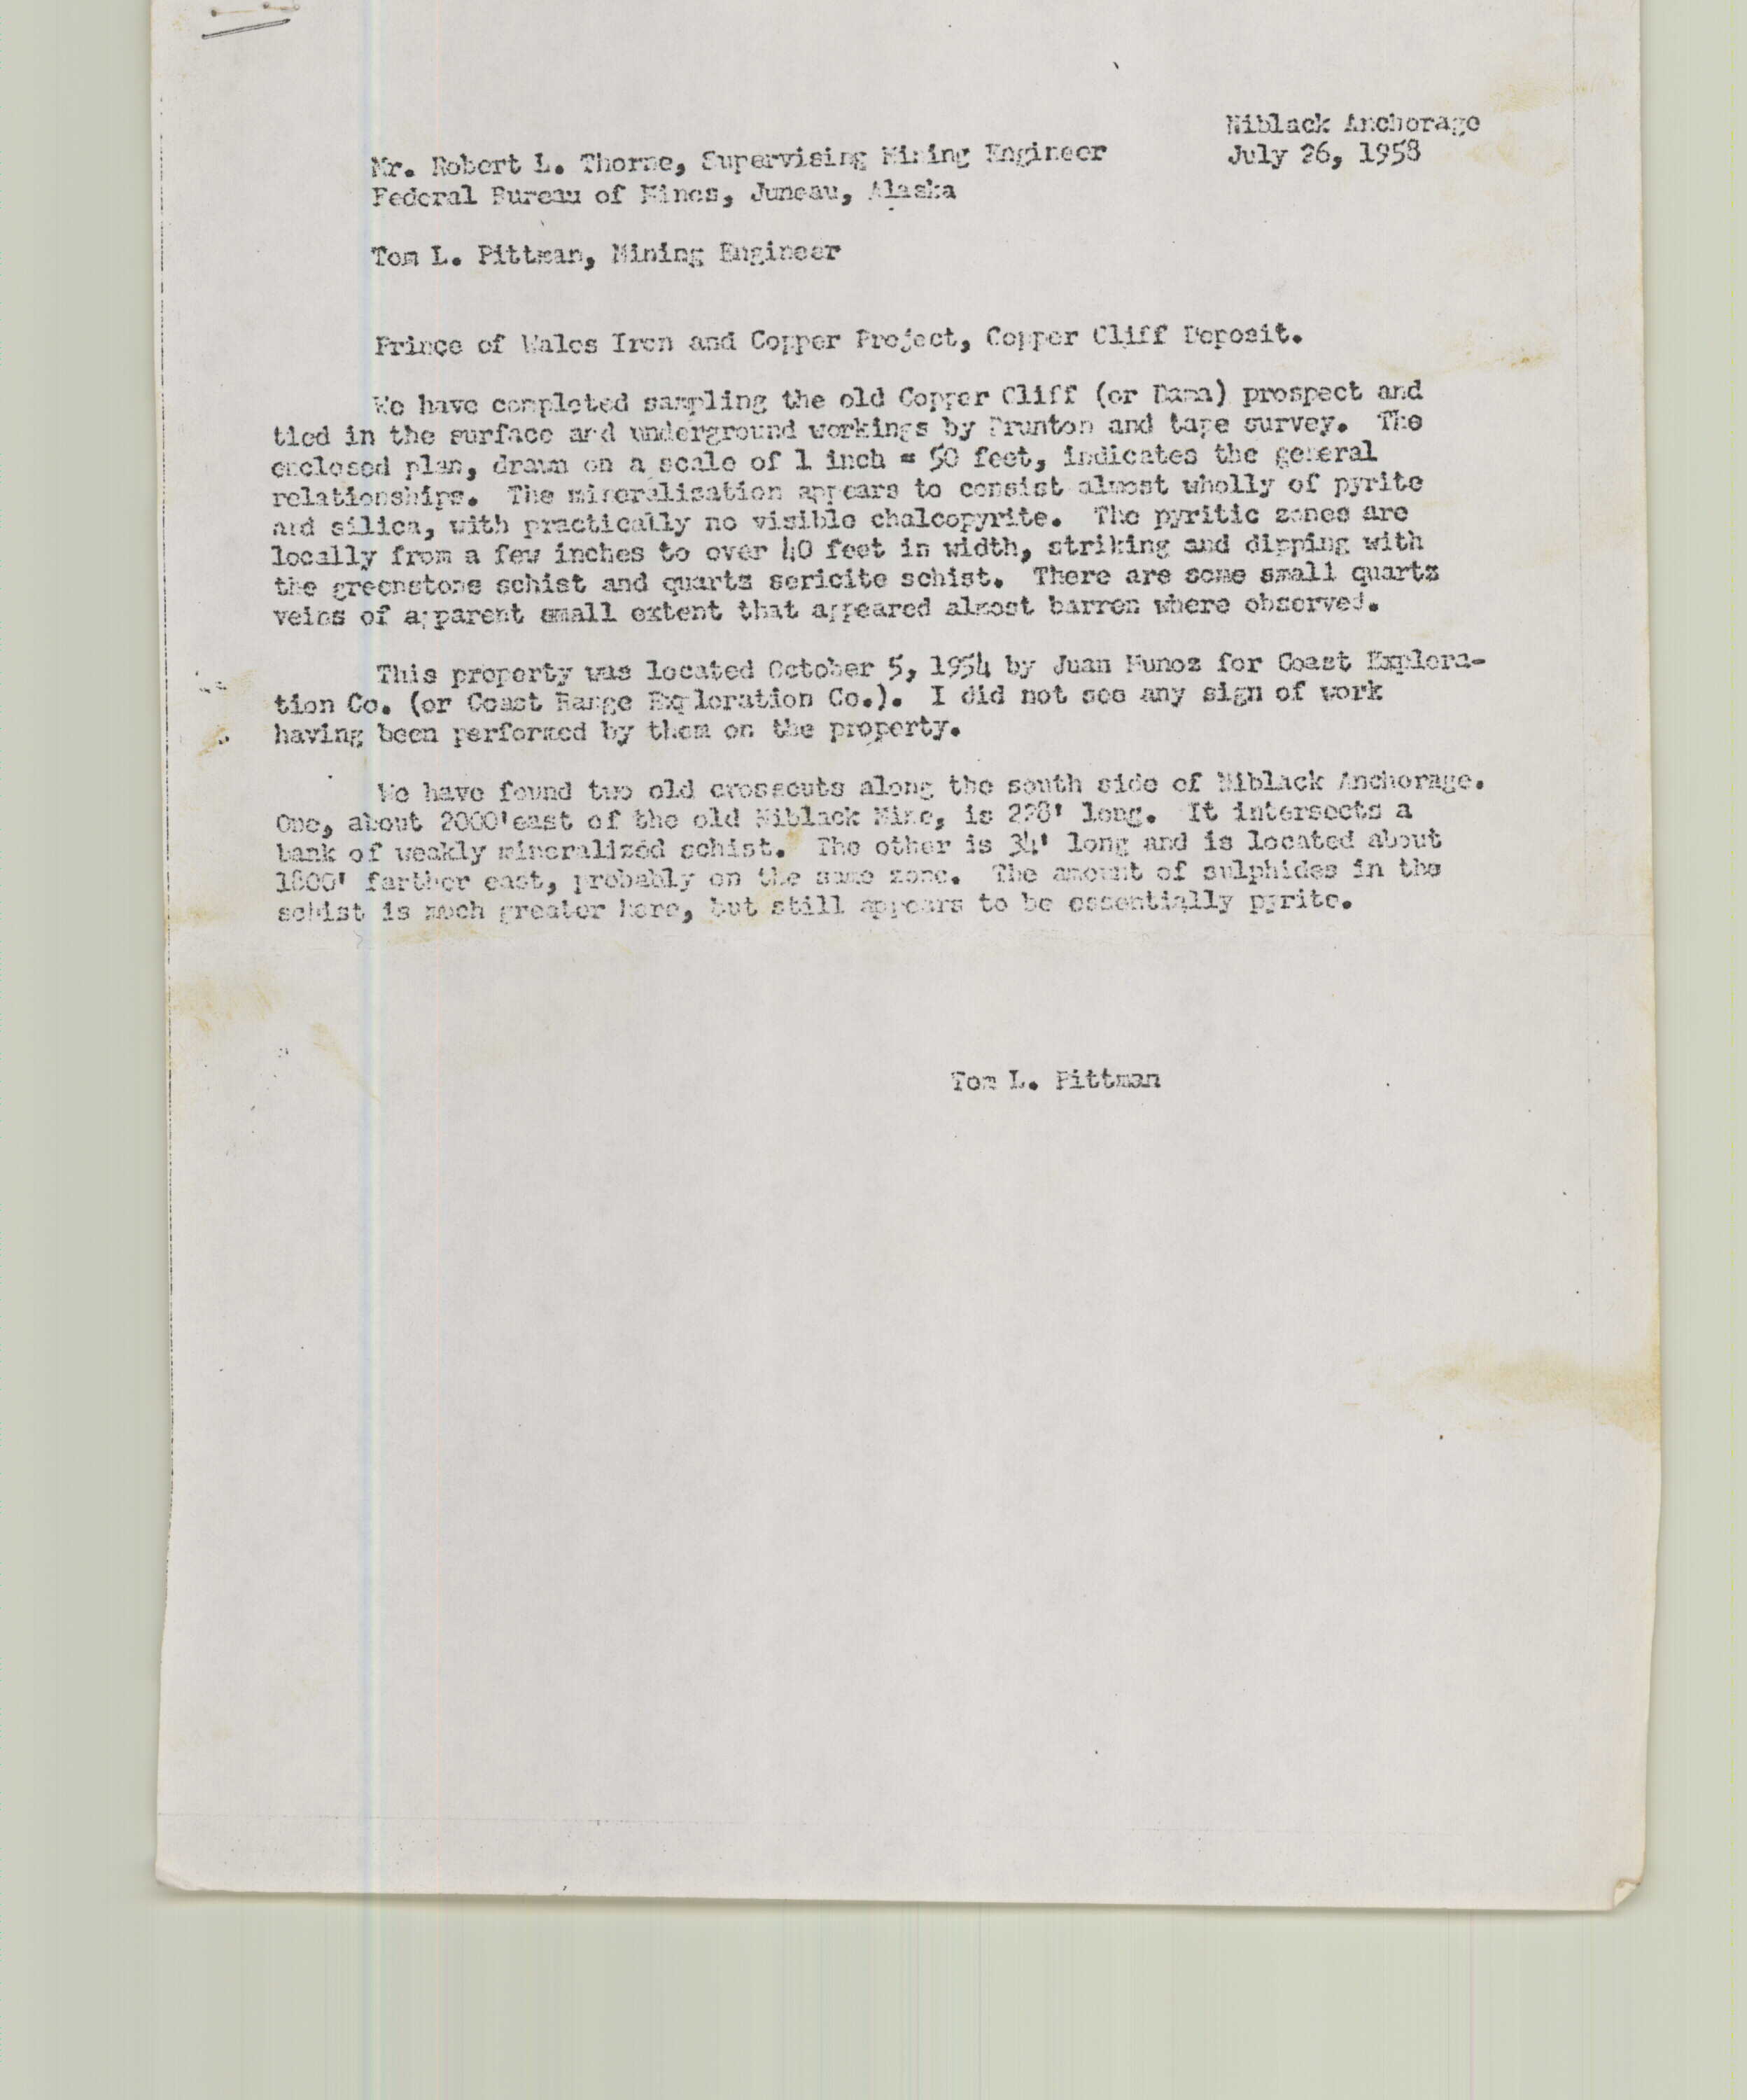 Niblack Anchorage
July 26, 1958
Mr. Robert L. Thorne, Supervising Mining Engineer
Federal Bureau of Mines, Juneau, Alaska
Tom L. Pittman, Mining Engineer
Prince of Wales Iron and Copper Project, Copper Cliff Deposit.
We have completed sampling the old Copper Cliff (or Dama) prospect and
tied in the surface and underground workings by Brunton and tape survey. The
enclosed plan, drawn on a scale of 1 inch = 50 feet, indicates the general
relationships. The mineralization appears to consist almost wholly of pyrite
and silica, with practically no visible chalcopyrite. The pyritic zones are
locally from a few inches to over 40 feet in width, striking and dipping with
the greenstone schist and quartz sericite schist. There are some small quartz
veins of apparent small extent that appeared almost barren where observed.
This property was located October 5, 1954 by Juan Munoz for Coast Explora-
tion Co. (or Coast Range Exploration Co.). I did not see any sign of work
having been performed by them on the property.
We have found two old crosscuts along the south side of Niblack Anchorage.
One, about 2000'east of the old Niblack Mine, is long. It intersects a
bank of weakly mineralized schist. The other is 34' long and is located about
farther east, probably on the same zone. The amount of sulphides in the
schist is much greater here, but still appears to be essentially pyrite.
Tom L. Pittman